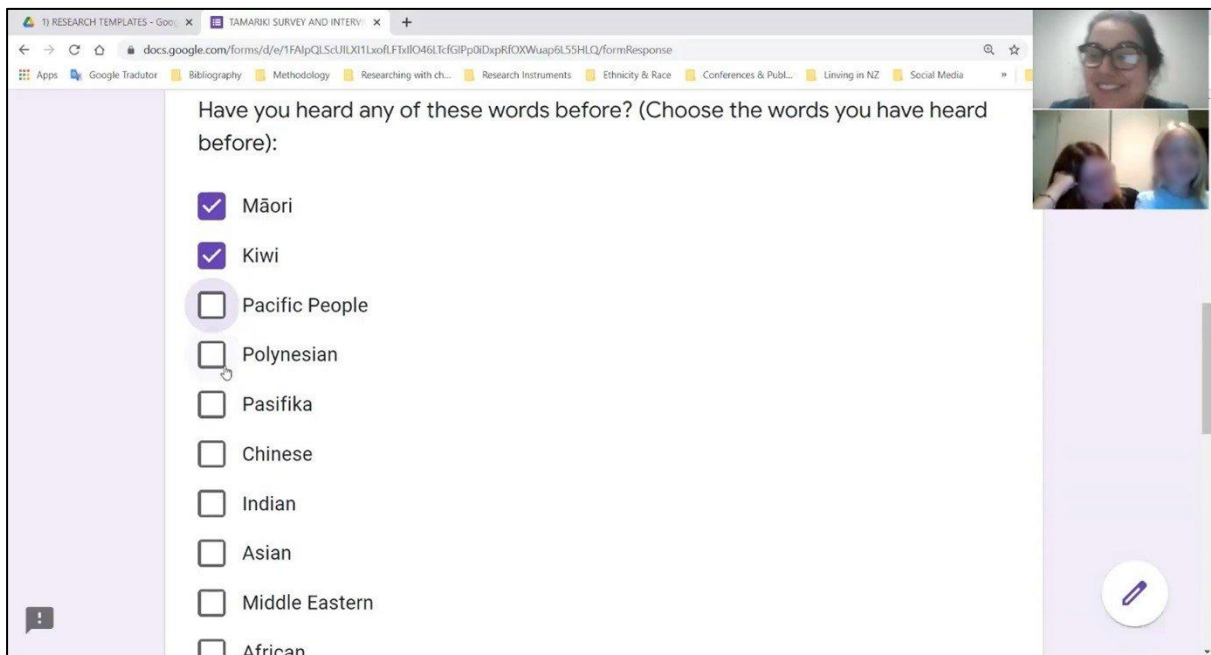 1) RESEARCH TEMPLATES - Goo
TAMARIKI SURVEY AND INTERV
docs.google.com/forms/d/e/1FAIpQLScUILXI1LxofLFTxIlO46LTcfGlPp0iDxpRfOXWuap6L55HLQ/formResponse
Apps Google Tradutor Bibliography Methodology Researching with ch... Research Instruments Ethnicity & Race Conferences & Publ... Linving in NZ Social Media »
Have you heard any of these words before? (Choose the words you have heard
before):
Māori
Kiwi
Pacific People
Polynesian
Pasifika
Chinese
Indian
Asian
Middle Eastern
African